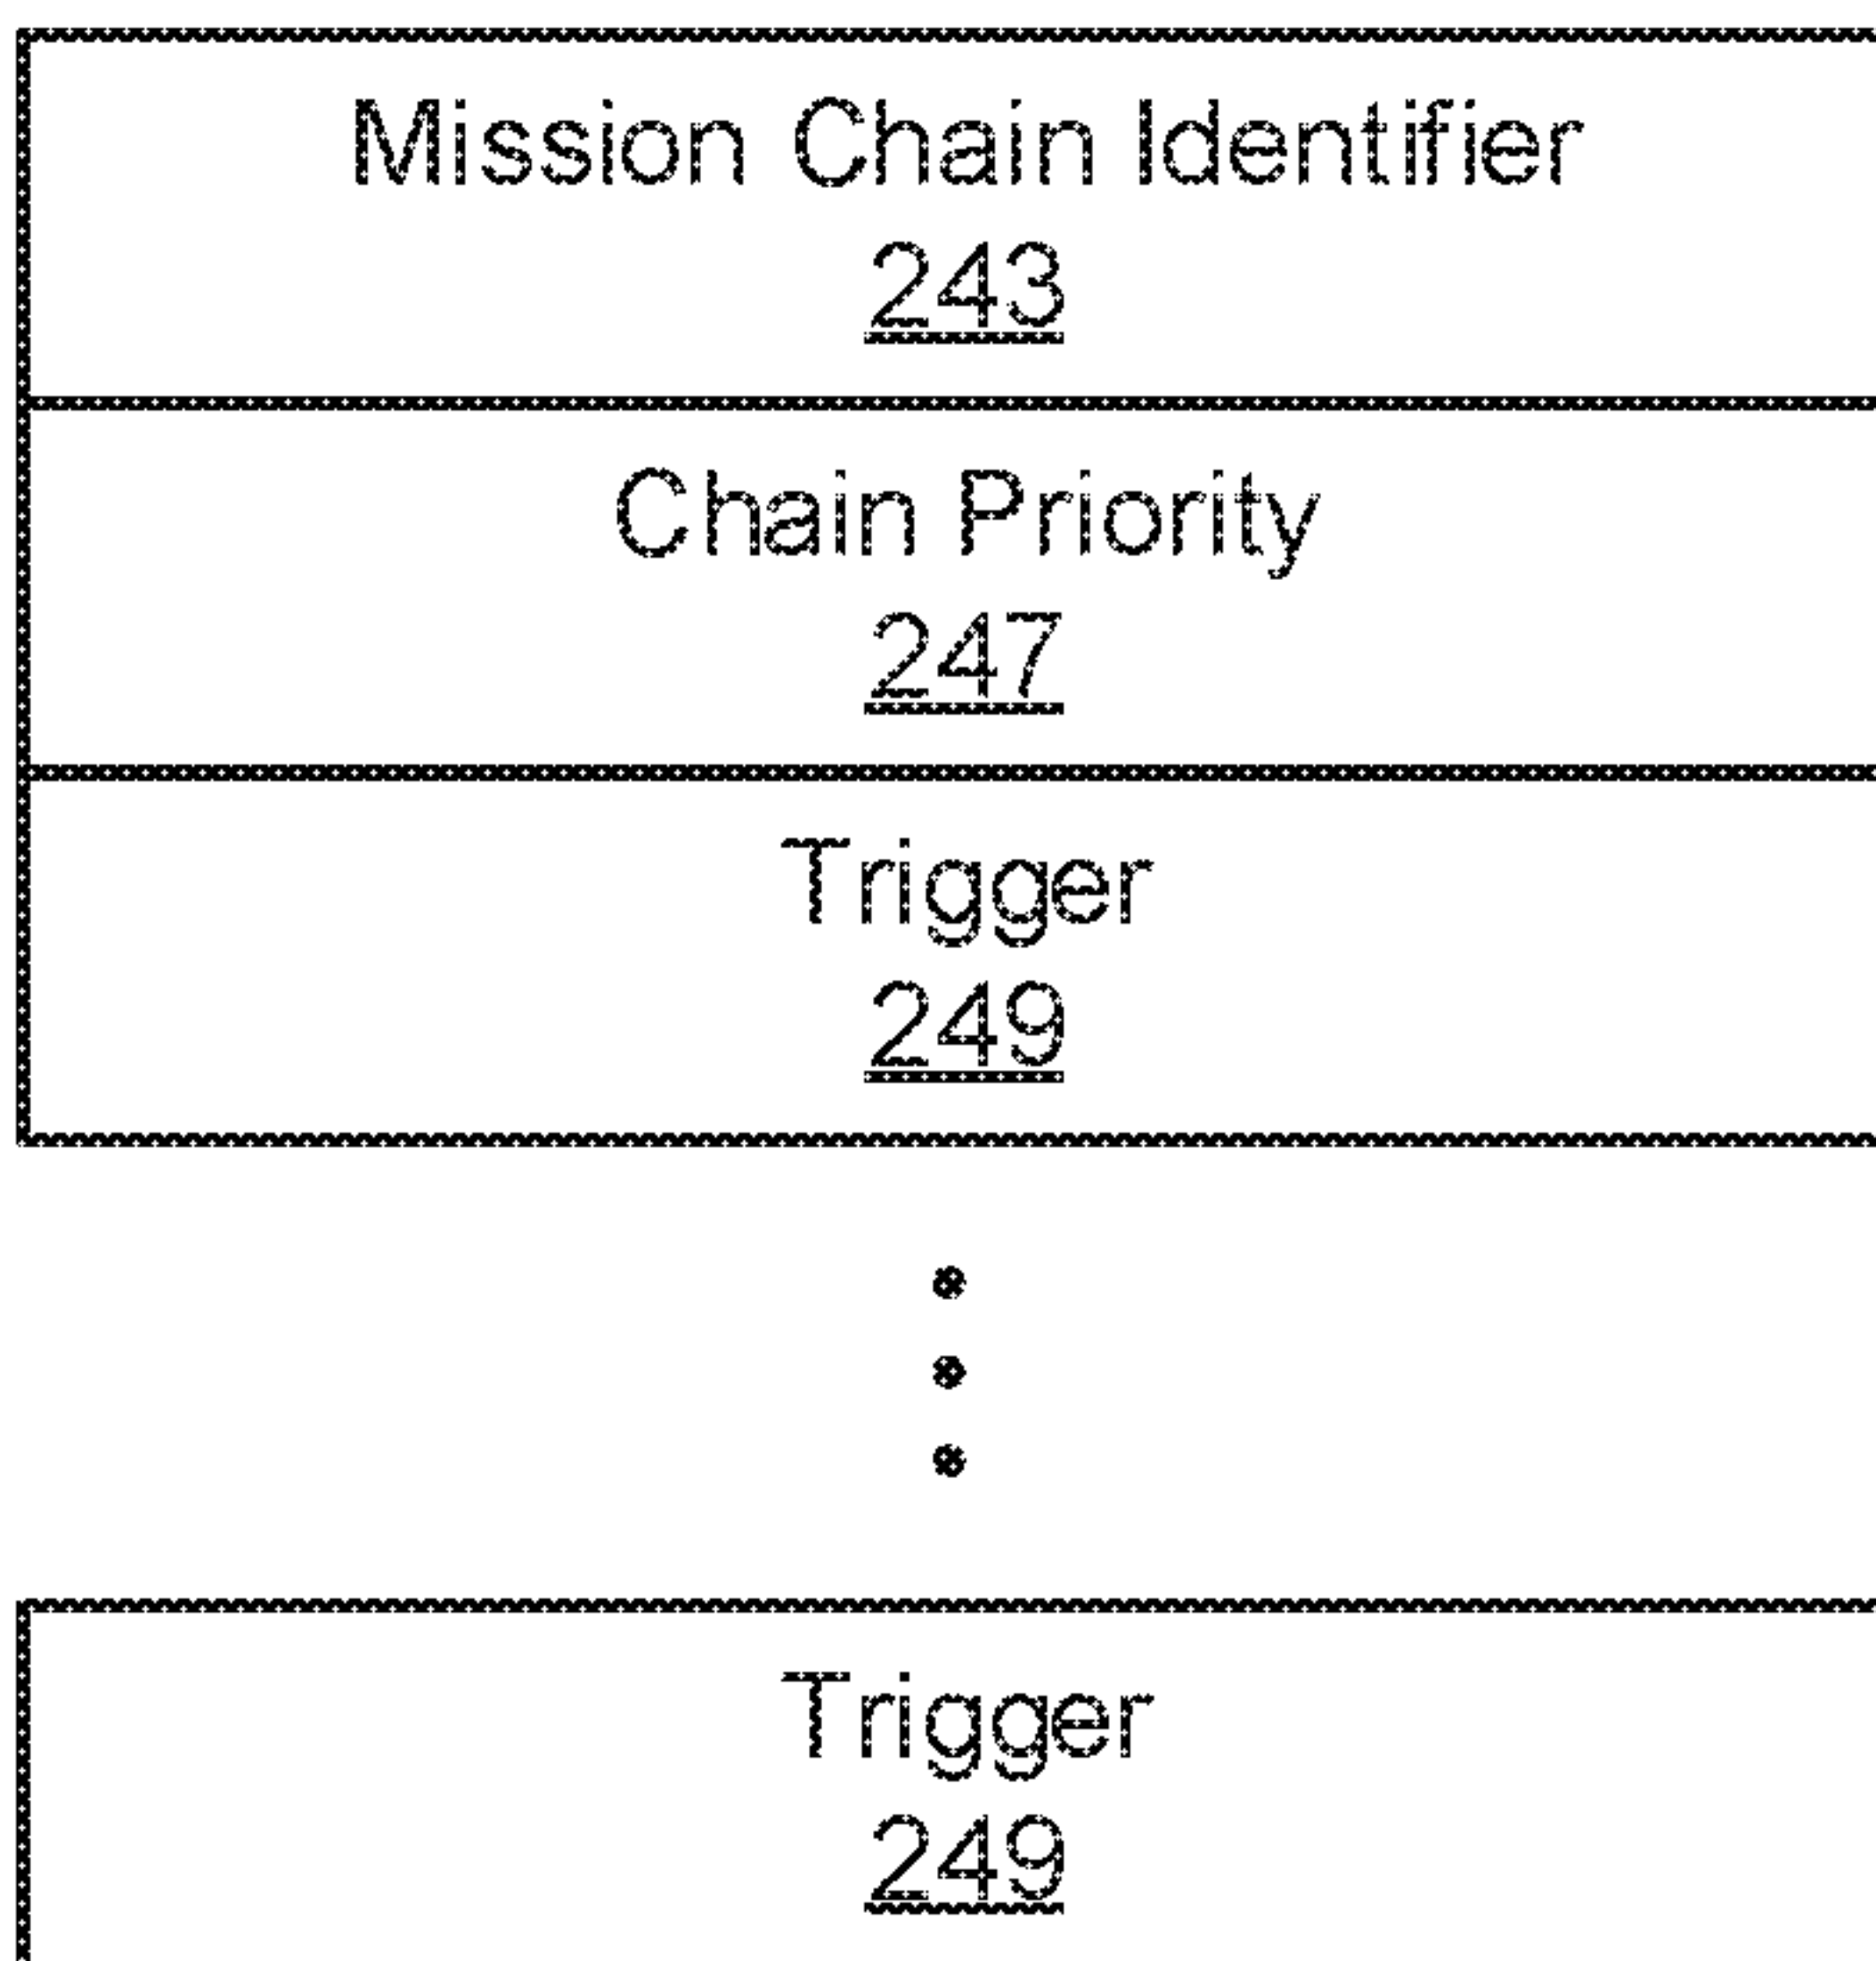 Mission Chain Identifier
243
Chain Priority
247
Trigger
249
Trigger
249